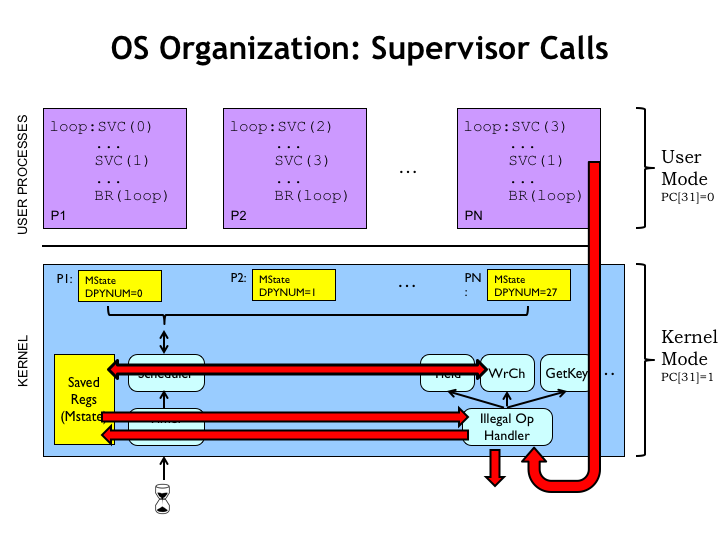 OS Organization: Supervisor Calls
USER PROCESSES
loop:SVC(0)
...
SVC(1)
...
BR(loop)
P1
loop:SVC(2)
...
SVC(3)
...
BR(loop)
P2
...
loop:SVC(3)
...
SVC(1)
...
BR(loop)
PN
User
Mode
PC[31]=0
KERNEL
P1:
MState
DPYNUM=0
P2:
MState
DPYNUM=1
...
PN
:
MState
DPYNUM=27
Kernel
Mode
PC[31]=1
Saved
Regs
(Mstate
WrCh
GetKey
..
Illegal Op
Handler